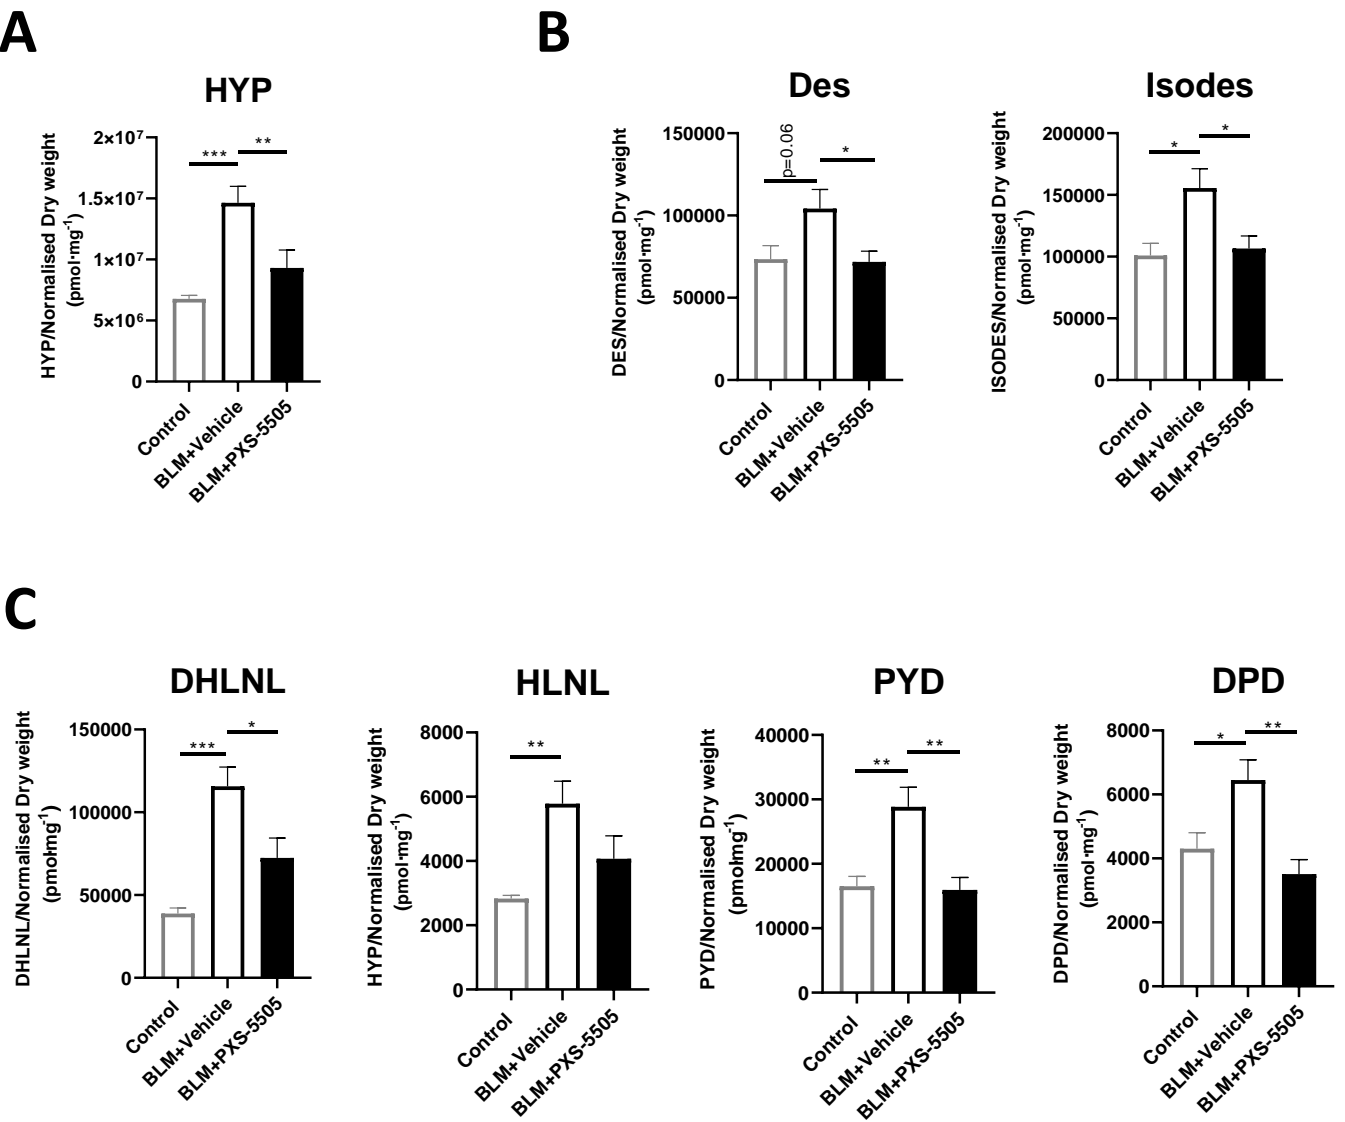 A
HYP
HYP/Normalised Dry weight
(pmol·mg⁻¹)
2×10⁷
1.5×10⁷
1×10⁷
5×10⁶
0
***
**
Control
BLM+Vehicle
BLM+PXS-5505
B
Des
DES/Normalised Dry weight
(pmol·mg⁻¹)
150000
100000
50000
0
p=0.06
*
Control
BLM+Vehicle
BLM+PXS-5505
Isodes
ISODES/Normalised Dry weight
(pmol·mg⁻¹)
200000
150000
100000
50000
0
*
*
Control
BLM+Vehicle
BLM+PXS-5505
C
DHLNL
DHLNL/Normalised Dry weight
(pmol·mg⁻¹)
150000
100000
50000
0
***
*
Control
BLM+Vehicle
BLM+PXS-5505
HLNL
HYP/Normalised Dry weight
(pmol·mg⁻¹)
8000
6000
4000
2000
0
**
Control
BLM+Vehicle
BLM+PXS-5505
PYD
PYD/Normalised Dry weight
(pmol·mg⁻¹)
40000
30000
20000
10000
0
**
**
Control
BLM+Vehicle
BLM+PXS-5505
DPD
DPD/Normalised Dry weight
(pmol·mg⁻¹)
8000
6000
4000
2000
0
*
**
Control
BLM+Vehicle
BLM+PXS-5505